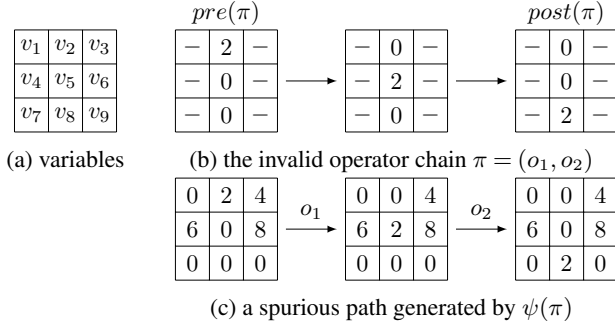 pre(π) post(π)
v₁ v₂ v₃ − 2 − − 0 − − 0 −
v₄ v₅ v₆ − 0 − − 2 − − 0 −
v₇ v₈ v₉ − 0 − − 0 − − 2 −
(a) variables (b) the invalid operator chain π = (o₁, o₂)
0 2 4 o₁ 0 0 4 o₂ 0 0 4
6 0 8 6 2 8 6 0 8
0 0 0 0 0 0 0 2 0
(c) a spurious path generated by ψ(π)